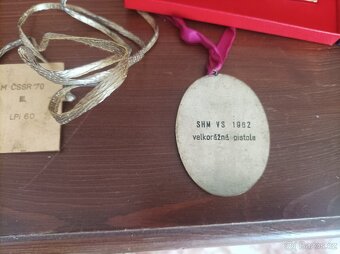 M ČSSR '70
III.
LPi 60
SHM VS 1962
velkorážná pistole